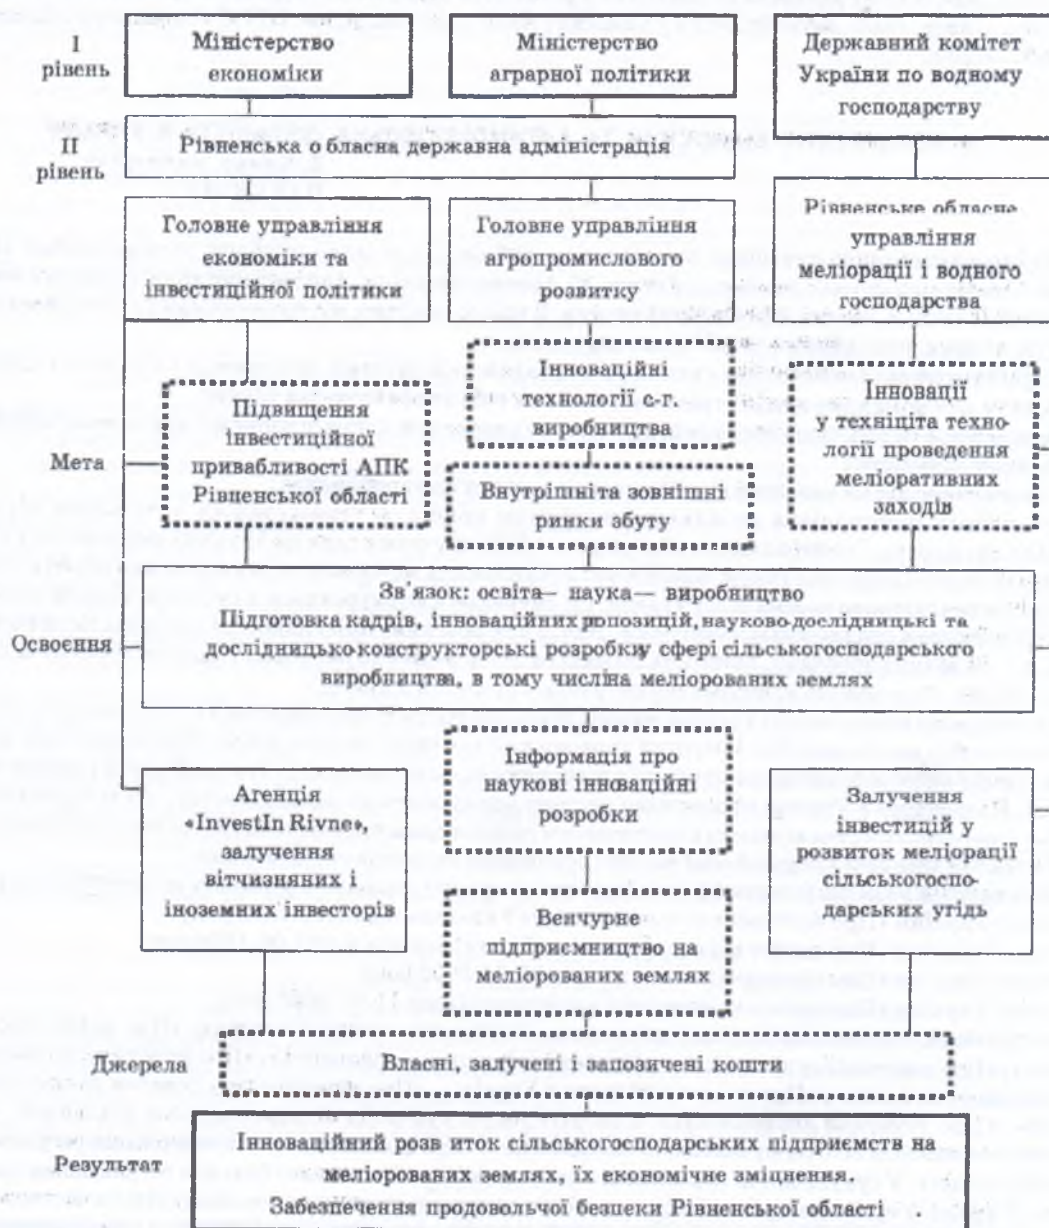 I
рівень
Міністерство
економіки
Міністерство
аграрної політики
Державний комітет
України по водному
господарству
II
рівень
Рівненська о бласна державна адміністрація
Головне управління
економіки та
інвестиційної політики
Головне управління
агропромислового
розвитку
Рівненське обласне
управління
меліорації і водного
господарства
Мета
Підвищення
інвестиційної
привабливості АПК
Рівненської області
Інноваційні
технології с-г.
виробництва
Внутрішніта зовнішні
ринки збуту
Інновації
у техніціта техно-
логії проведення
меліоративних
заходів
Освоєння
Зв'язок: освіта— наука— виробництво
Підготовка кадрів, інноваційних ропозицій, науково-дослідницькі та
дослідницько конструкторські розробки у сфері сільськогосподарського
виробництва, в тому числіна меліорованих землях
Агенція
«InvestIn Rivne»,
залучення
вітчизняних і
іноземних інвесторів
Інформація про
наукові інноваційні
розробки
Венчурне
підприємництво на
меліорованих землях
Залучення
інвестицій у
розвиток меліорації
сільськогоспо-
дарських угідь
Джерела
Власні, залучені і запозичені кошти
Результат
Інноваційний розв иток сільськогосподарських підприємств на
меліорованих землях, їх економічне зміцнення.
Забезпечення продовольчої безпеки Рівненської області